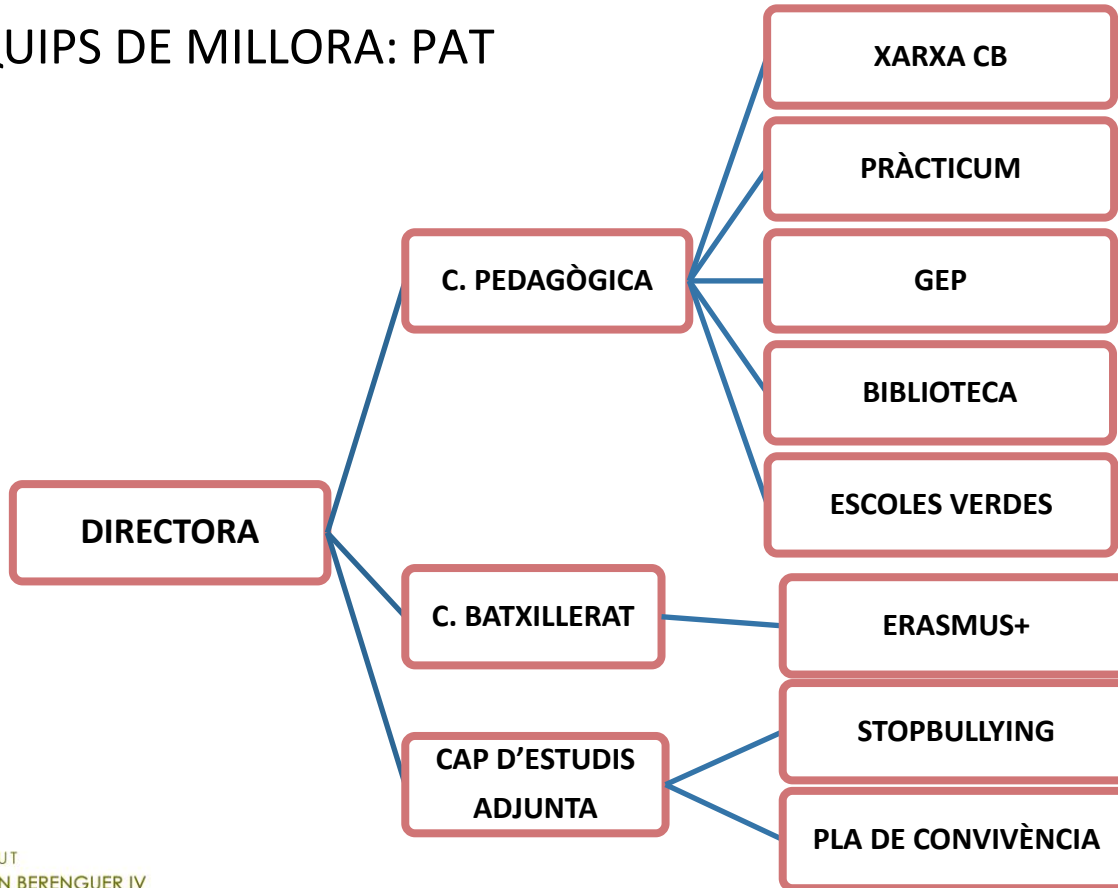 QUIPS DE MILLORA: PAT
XARXA CB
PRÀCTICUM
C. PEDAGÒGICA
GEP
BIBLIOTECA
ESCOLES VERDES
DIRECTORA
C. BATXILLERAT
ERASMUS+
CAP D’ESTUDIS
ADJUNTA
STOPBULLYING
PLA DE CONVIVÈNCIA
UT
N BERENGUER IV